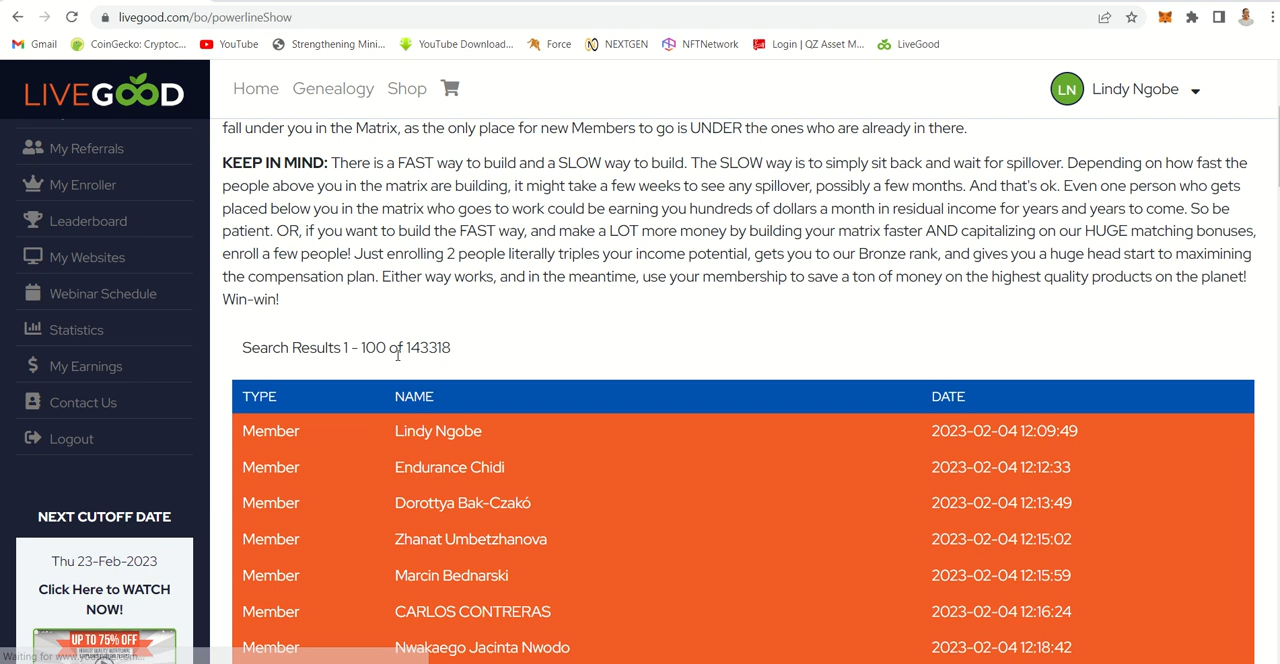 livegood.com/bo/powerlineShow
Gmail
CoinGecko: Cryptoc...
YouTube
Strengthening Mini...
YouTube Download...
Force
NEXTGEN
NFTNetwork
Login | QZ Asset M...
LiveGood
LIVEGOOD
Home
Genealogy
Shop
LN
Lindy Ngobe
My Referrals
My Enroller
Leaderboard
My Websites
Webinar Schedule
Statistics
My Earnings
Contact Us
Logout
NEXT CUTOFF DATE
Thu 23-Feb-2023
Click Here to WATCH
NOW!
UP TO 75% OFF
Waiting for www.youtube.com...
fall under you in the Matrix, as the only place for new Members to go is UNDER the ones who are already in there.
KEEP IN MIND: There is a FAST way to build and a SLOW way to build. The SLOW way is to simply sit back and wait for spillover. Depending on how fast the
people above you in the matrix are building, it might take a few weeks to see any spillover, possibly a few months. And that's ok. Even one person who gets
placed below you in the matrix who goes to work could be earning you hundreds of dollars a month in residual income for years and years to come. So be
patient. OR, if you want to build the FAST way, and make a LOT more money by building your matrix faster AND capitalizing on our HUGE matching bonuses,
enroll a few people! Just enrolling 2 people literally triples your income potential, gets you to our Bronze rank, and gives you a huge head start to maximining
the compensation plan. Either way works, and in the meantime, use your membership to save a ton of money on the highest quality products on the planet!
Win-win!
Search Results 1 - 100 of 143318
TYPE NAME DATE
Member Lindy Ngobe 2023-02-04 12:09:49
Member Endurance Chidi 2023-02-04 12:12:33
Member Dorottya Bak-Czakó 2023-02-04 12:13:49
Member Zhanat Umbetzhanova 2023-02-04 12:15:02
Member Marcin Bednarski 2023-02-04 12:15:59
Member CARLOS CONTRERAS 2023-02-04 12:16:24
Member Nwakaego Jacinta Nwodo 2023-02-04 12:18:42